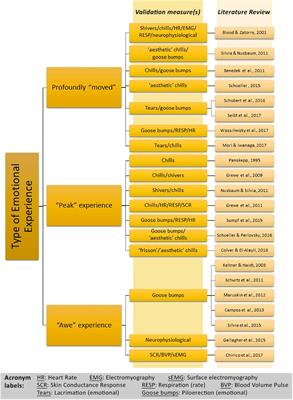 Validation measure(s)
Literature Review
Type of Emotional Experience
Profoundly "moved"
Shivers/chills/HR/EMG/
RESP/neurophysiological
Blood & Zatorre, 2001
'aesthetic' chills/
goose bumps
Silvia & Nusbaum, 2011
Chills/goose bumps
Benedek et al., 2011
'aesthetic' chills
Schoeller, 2015
Tears/goose bumps
Schubert et al., 2016
Seibt et al., 2017
Goose bumps/RESP/HR
Wassiliwizky et al., 2017
Tears/chills
Mori & Iwanaga, 2017
"Peak" experience
Chills
Panksepp, 1995
Chills/shivers
Grewe et al., 2009
Shivers/chills
Nusbaum & Silvia, 2011
Chills/HR/RESP/SCR
Grewe et al., 2011
Goose bumps/RESP/HR
Sumpf et al., 2015
Goose bumps/
'aesthetic' chills
Schoeller & Perlovsky, 2016
'frisson'/'aesthetic' chills
Colver & El-Alayli, 2016
"Awe" experience
Goose bumps
Keltner & Haidt, 2003
Schurtz et al., 2011
Maruskin et al., 2012
Campos et al., 2013
Silvia et al., 2015
Neurophysiological
Gallagher et al., 2015
SCR/BVP/sEMG
Chirico et al., 2017
Acronym labels:
HR: Heart Rate
EMG: Electromyography
sEMG: Surface electromyography
SCR: Skin Conductance Response
RESP: Respiration (rate)
BVP: Blood Volume Pulse
Tears: Lacrimation (emotional)
Goose bumps: Piloerection (emotional)